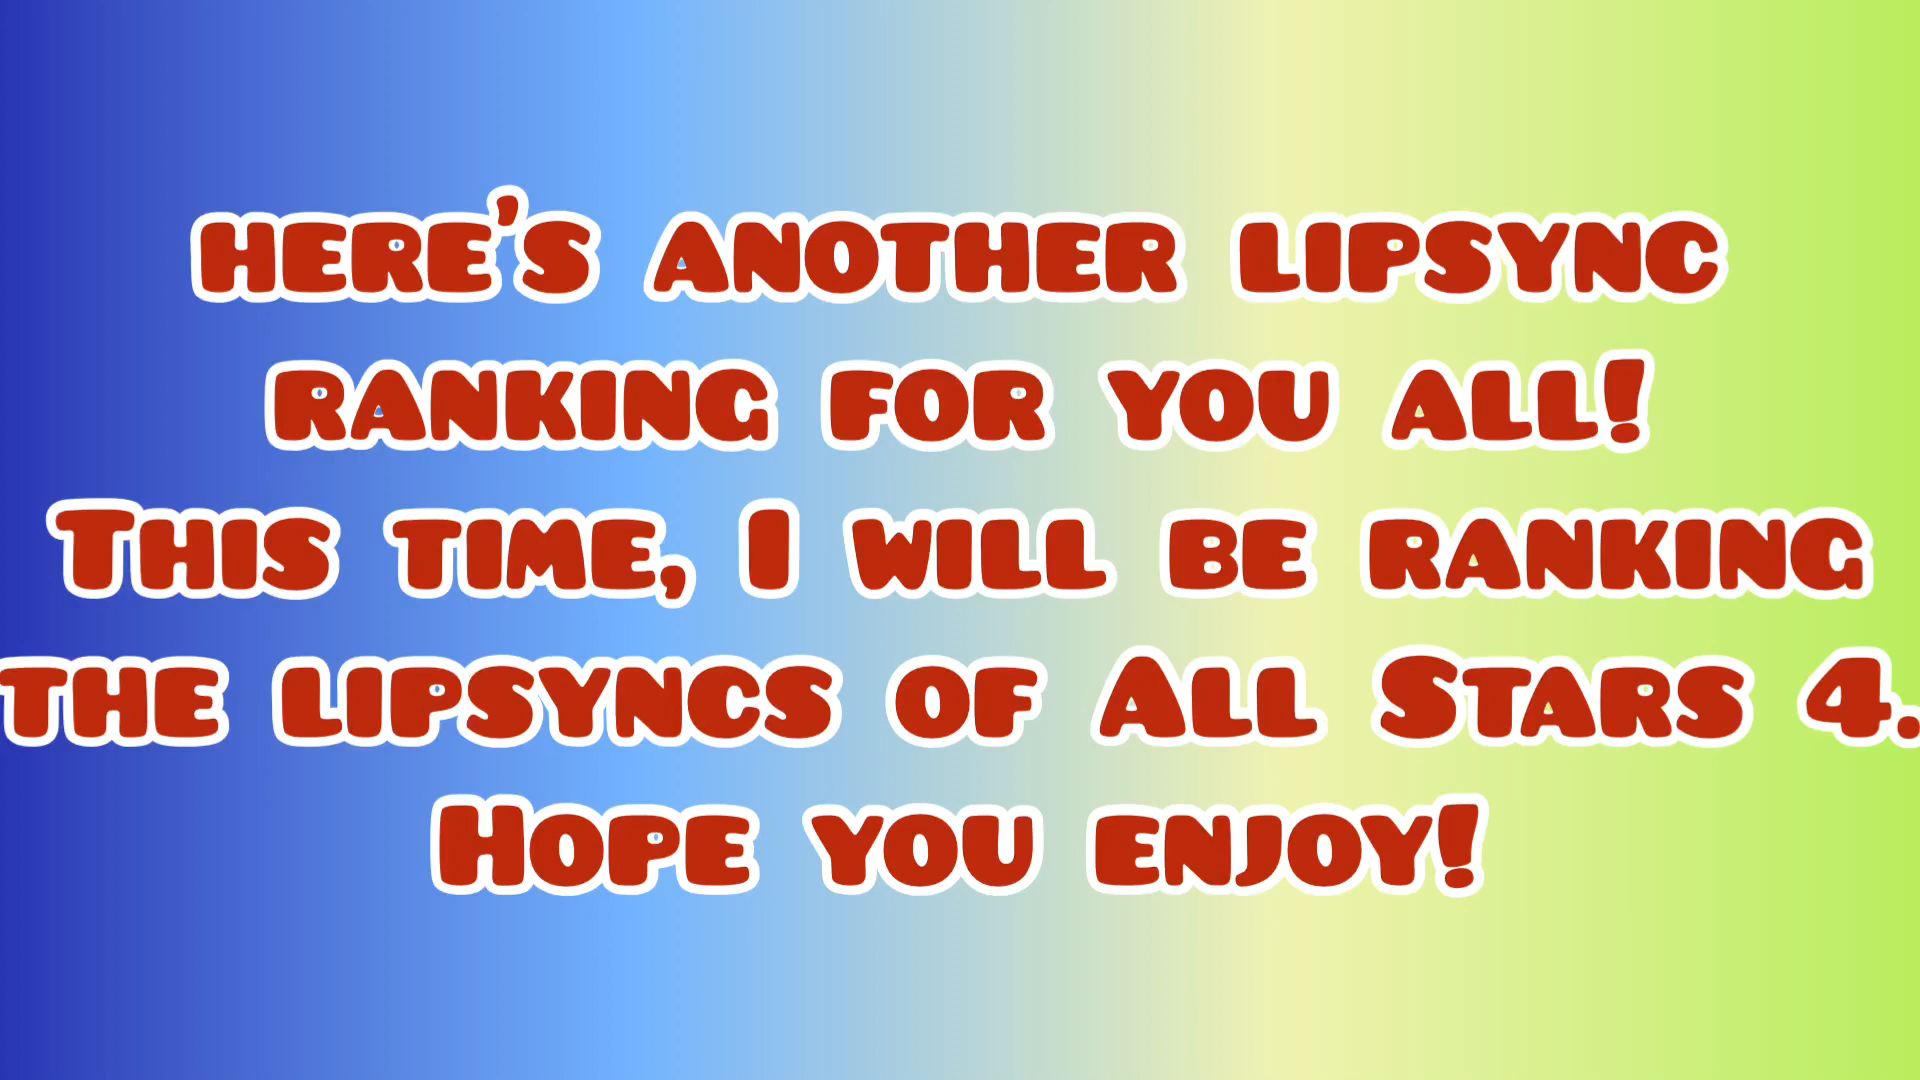 here's another lipsync
ranking for you all!
This time, I will be ranking
the lipsyncs of All Stars 4.
Hope you enjoy!